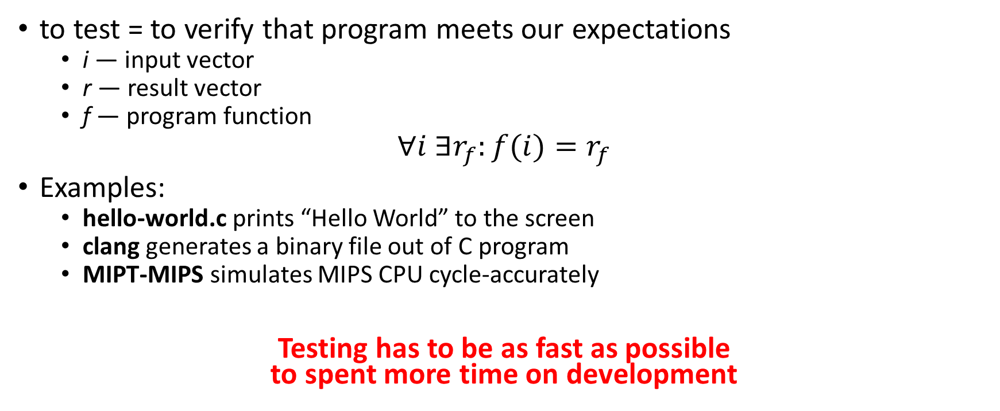 • to test = to verify that program meets our expectations
• i — input vector
• r — result vector
• f — program function
∀i ∃r_f: f(i) = r_f
• Examples:
• hello-world.c prints “Hello World” to the screen
• clang generates a binary file out of C program
• MIPT-MIPS simulates MIPS CPU cycle-accurately
Testing has to be as fast as possible
to spent more time on development